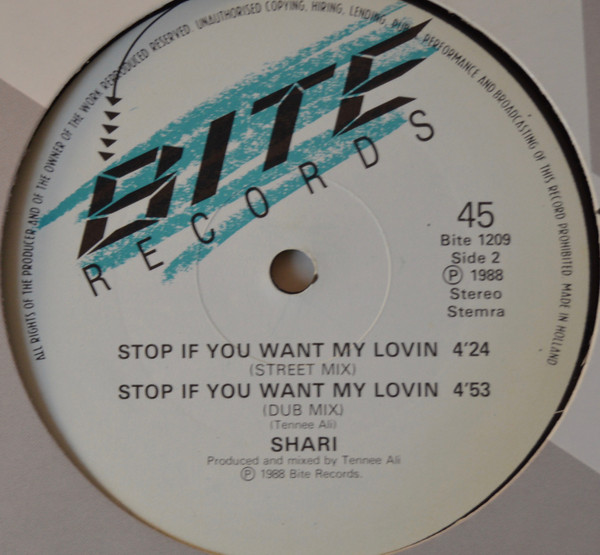 ALL RIGHTS OF THE PRODUCER AND OF THE OWNER OF THE WORK REPRODUCED RESERVED. UNAUTHORISED COPYING, HIRING, LENDING, PERFORMANCE AND BROADCASTING OF THIS RECORD PROHIBITED MADE IN HOLLAND
BITE
RECORDS
45
Bite 1209
Side 2
Ⓟ 1988
Stereo
Stemra
STOP IF YOU WANT MY LOVIN 4'24
(STREET MIX)
STOP IF YOU WANT MY LOVIN 4'53
(DUB MIX)
(Tennee Ali)
SHARI
Produced and mixed by Tennee Ali
Ⓟ 1988 Bite Records.